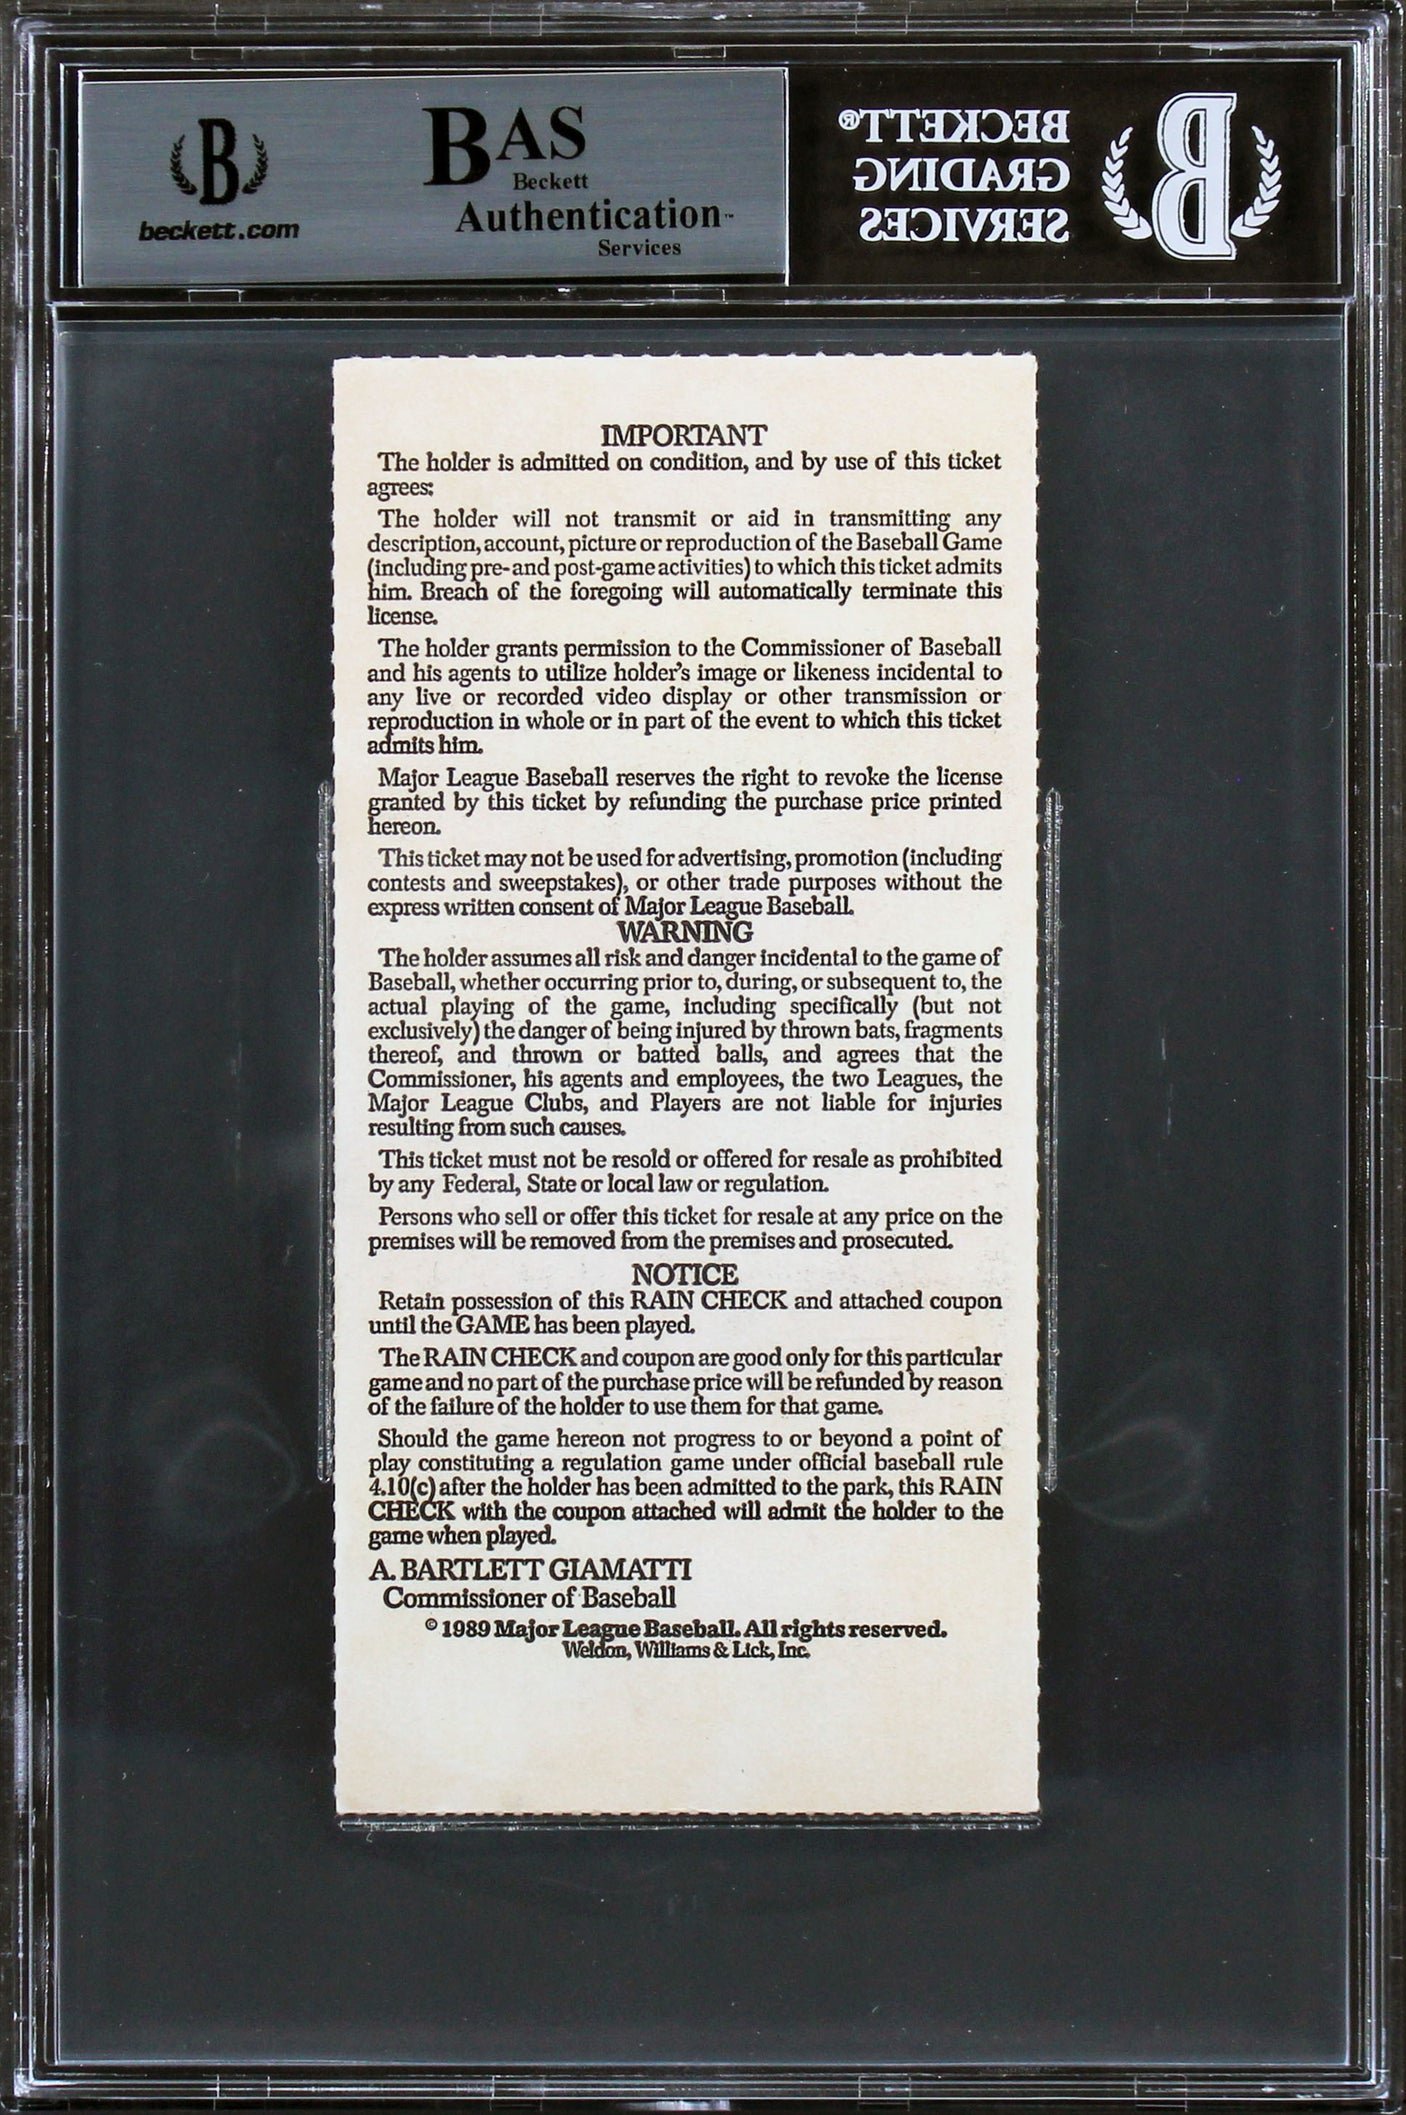 B
beckett.com
BAS
Beckett
Authentication™
Services
BECKETT®
GRADING
SERVICES
B
IMPORTANT
The holder is admitted on condition, and by use of this ticket
agrees:
The holder will not transmit or aid in transmitting any
description, account, picture or reproduction of the Baseball Game
(including pre- and post-game activities) to which this ticket admits
him. Breach of the foregoing will automatically terminate this
license.
The holder grants permission to the Commissioner of Baseball
and his agents to utilize holder's image or likeness incidental to
any live or recorded video display or other transmission or
reproduction in whole or in part of the event to which this ticket
admits him.
Major League Baseball reserves the right to revoke the license
granted by this ticket by refunding the purchase price printed
hereon.
This ticket may not be used for advertising, promotion (including
contests and sweepstakes), or other trade purposes without the
express written consent of Major League Baseball.
WARNING
The holder assumes all risk and danger incidental to the game of
Baseball, whether occurring prior to, during, or subsequent to, the
actual playing of the game, including specifically (but not
exclusively) the danger of being injured by thrown bats, fragments
thereof, and thrown or batted balls, and agrees that the
Commissioner, his agents and employees, the two Leagues, the
Major League Clubs, and Players are not liable for injuries
resulting from such causes.
This ticket must not be resold or offered for resale as prohibited
by any Federal, State or local law or regulation.
Persons who sell or offer this ticket for resale at any price on the
premises will be removed from the premises and prosecuted.
NOTICE
Retain possession of this RAIN CHECK and attached coupon
until the GAME has been played.
The RAIN CHECK and coupon are good only for this particular
game and no part of the purchase price will be refunded by reason
of the failure of the holder to use them for that game.
Should the game hereon not progress to or beyond a point of
play constituting a regulation game under official baseball rule
4.10(c) after the holder has been admitted to the park, this RAIN
CHECK with the coupon attached will admit the holder to the
game when played.
A. BARTLETT GIAMATTI
Commissioner of Baseball
© 1989 Major League Baseball. All rights reserved.
Weldon, Williams & Lick, Inc.